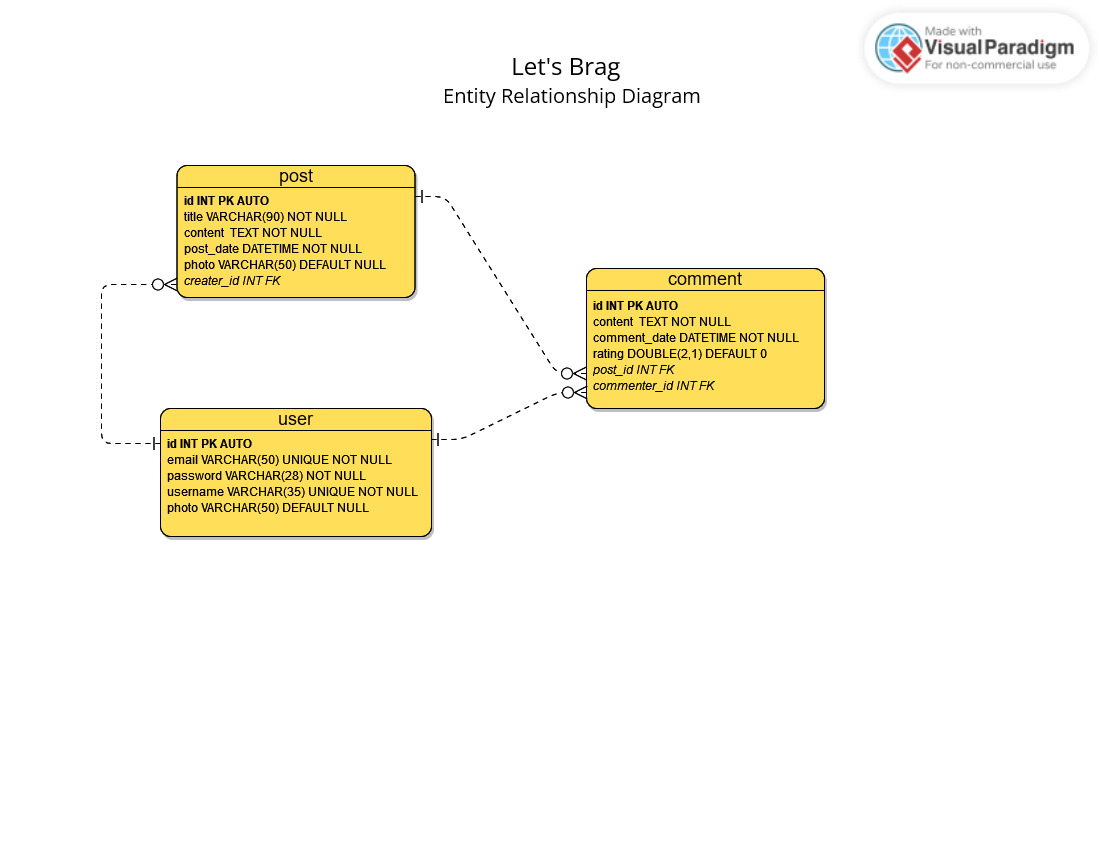 Made with
Visual Paradigm
For non-commercial use
Let's Brag
Entity Relationship Diagram
post
id INT PK AUTO
title VARCHAR(90) NOT NULL
content  TEXT NOT NULL
post_date DATETIME NOT NULL
photo VARCHAR(50) DEFAULT NULL
creater_id INT FK
comment
id INT PK AUTO
content  TEXT NOT NULL
comment_date DATETIME NOT NULL
rating DOUBLE(2,1) DEFAULT 0
post_id INT FK
commenter_id INT FK
user
id INT PK AUTO
email VARCHAR(50) UNIQUE NOT NULL
password VARCHAR(28) NOT NULL
username VARCHAR(35) UNIQUE NOT NULL
photo VARCHAR(50) DEFAULT NULL